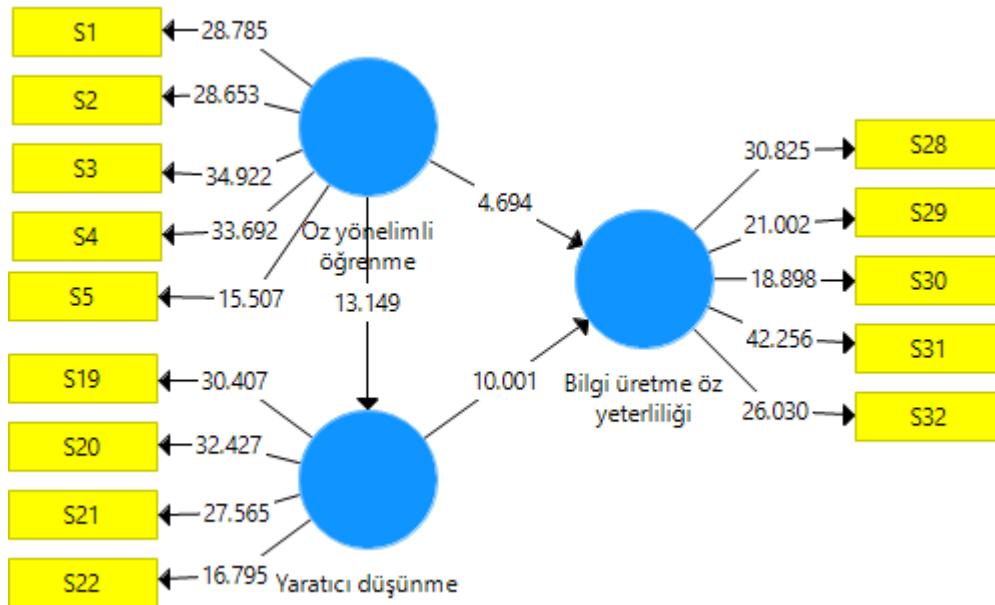 S1
28.785
S2
28.653
S3
34.922
S4
33.692
S5
15.507
Öz yönelimli
öğrenme
4.694
13.149
S19
30.407
S20
32.427
S21
27.565
S22
16.795
Yaratıcı düşünme
10.001
Bilgi üretme öz
yeterliliği
30.825
S28
21.002
S29
18.898
S30
42.256
S31
26.030
S32